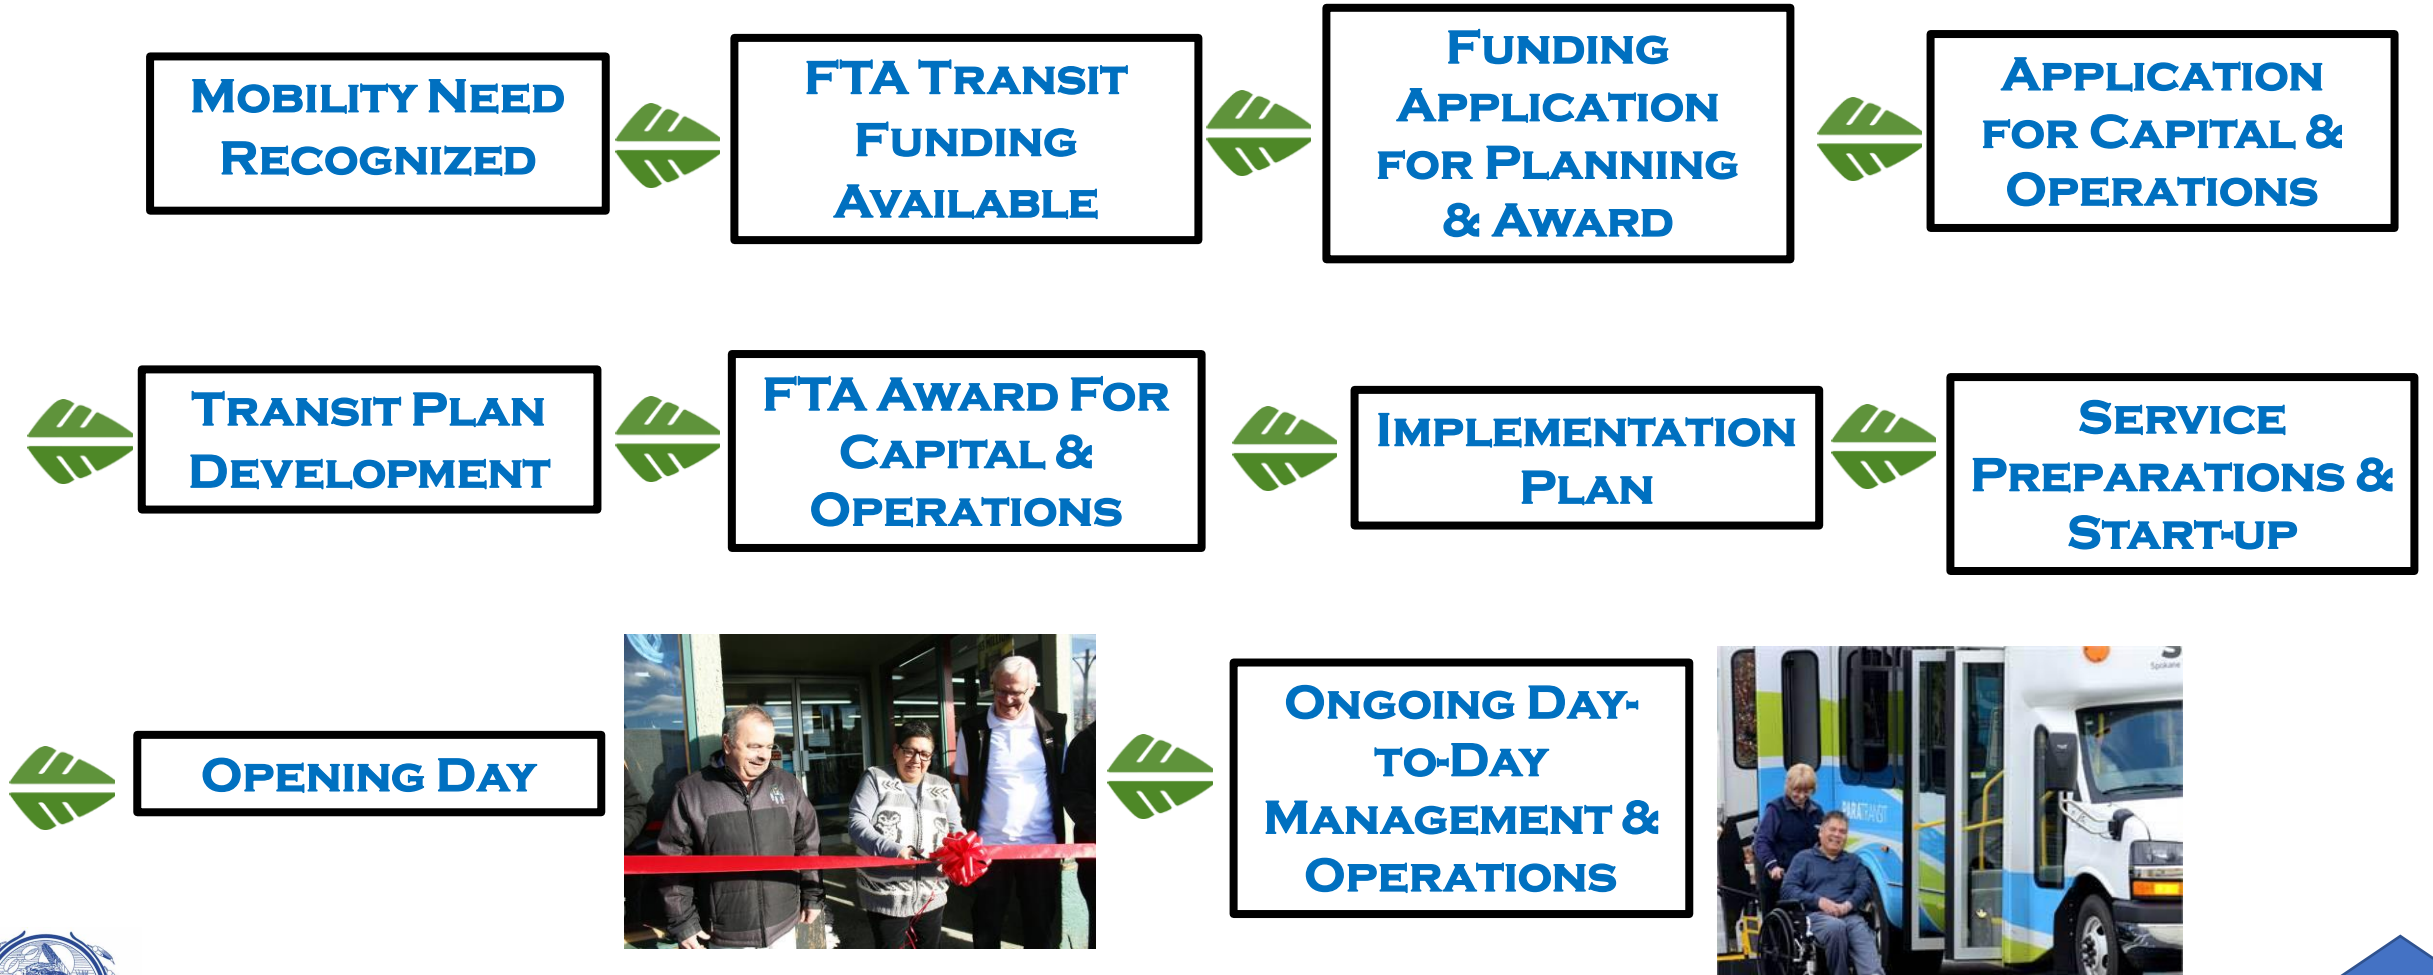 MOBILITY NEED
RECOGNIZED
FTA TRANSIT
FUNDING
AVAILABLE
FUNDING
APPLICATION
FOR PLANNING
& AWARD
APPLICATION
FOR CAPITAL &
OPERATIONS
TRANSIT PLAN
DEVELOPMENT
FTA AWARD FOR
CAPITAL &
OPERATIONS
IMPLEMENTATION
PLAN
SERVICE
PREPARATIONS &
START-UP
OPENING DAY
ONGOING DAY-
TO-DAY
MANAGEMENT &
OPERATIONS
Spokane
PARATRANSIT